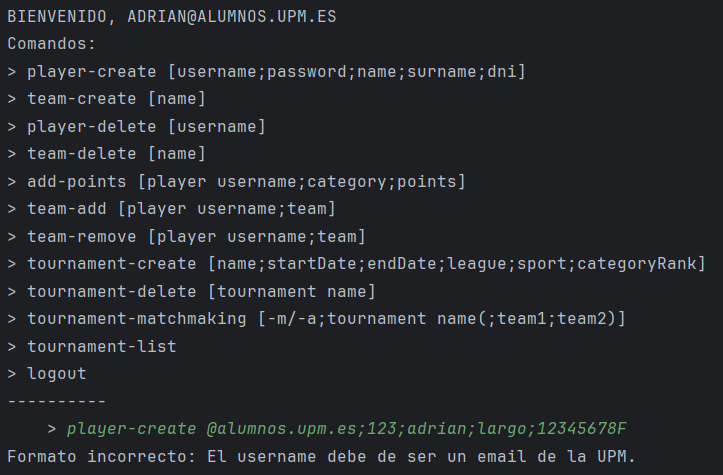 BIENVENIDO, ADRIAN@ALUMNOS.UPM.ES
Comandos:
> player-create [username;password;name;surname;dni]
> team-create [name]
> player-delete [username]
> team-delete [name]
> add-points [player username;category;points]
> team-add [player username;team]
> team-remove [player username;team]
> tournament-create [name;startDate;endDate;league;sport;categoryRank]
> tournament-delete [tournament name]
> tournament-matchmaking [-m/-a;tournament name(;team1;team2)]
> tournament-list
> logout
----------
> player-create @alumnos.upm.es;123;adrian;largo;12345678F
Formato incorrecto: El username debe de ser un email de la UPM.